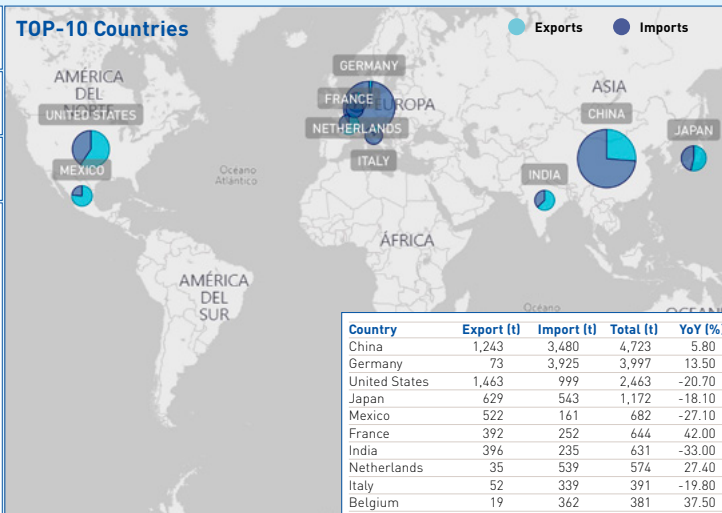 TOP-10 Countries
Exports Imports
GERMANY
AMÉRICA
DEL
NORTE
ASIA
FRANCE
EUROPA
UNITED STATES
CHINA
NETHERLANDS
JAPAN
ITALY
MEXICO
Océano
Atlántico
INDIA
ÁFRICA
AMÉRICA
DEL
SUR
Océano
Country Export (t) Import (t) Total (t) YoY (%
China 1,243 3,480 4,723 5.80
Germany 73 3,925 3,997 13.50
United States 1,463 999 2,463 -20.70
Japan 629 543 1,172 -18.10
Mexico 522 161 682 -27.10
France 392 252 644 42.00
India 396 235 631 -33.00
Netherlands 35 539 574 27.40
Italy 52 339 391 -19.80
Belgium 19 362 381 37.50